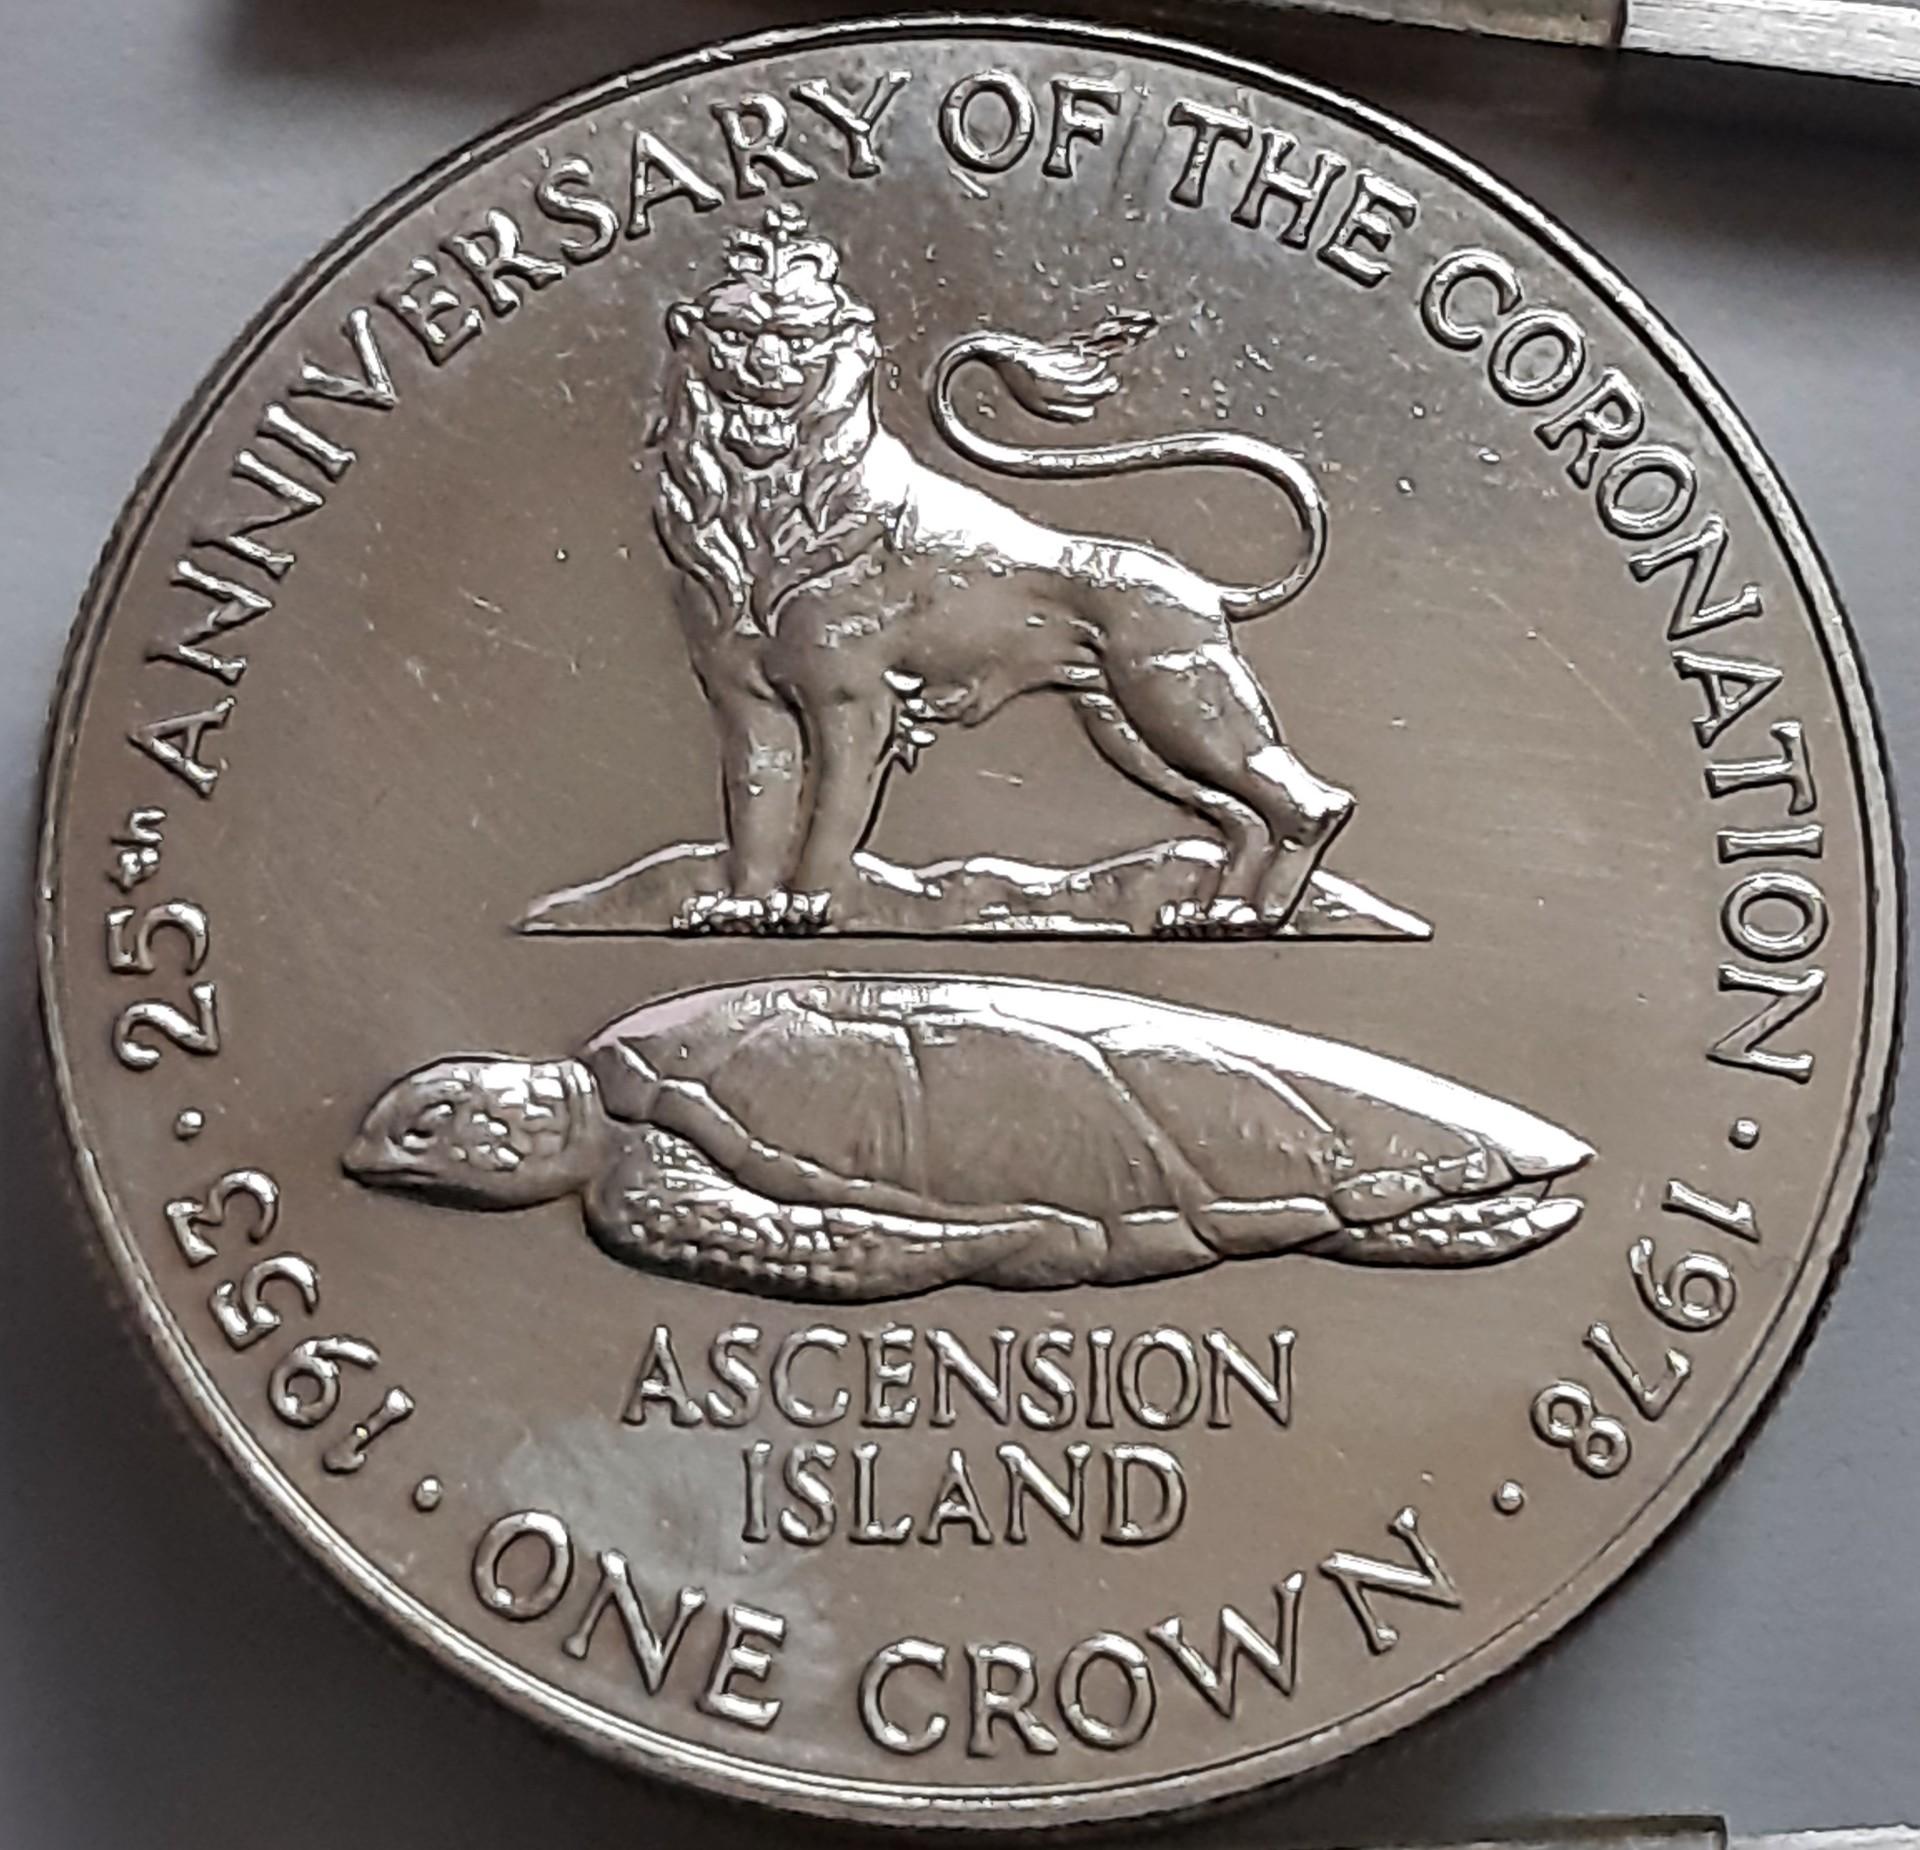 1953 · 25th ANNIVERSARY OF THE CORONATION · 1978
ASCENSION
ISLAND
· ONE CROWN ·